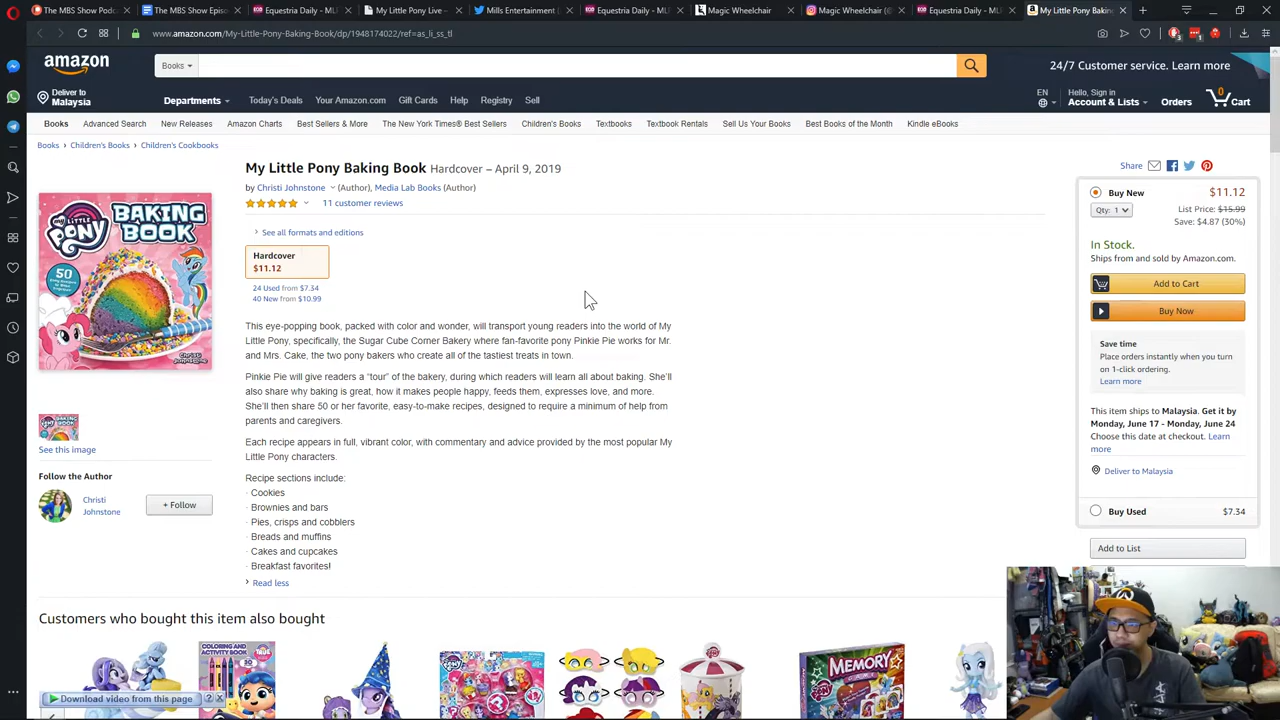 The MBS Show Podca
The MBS Show Episo
Equestria Daily - MLI
My Little Pony Live –
Mills Entertainment (
Equestria Daily - MLI
Magic Wheelchair
Magic Wheelchair (
Equestria Daily - MLI
My Little Pony Bakin
www.amazon.com/My-Little-Pony-Baking-Book/dp/1948174022/ref=as_li_ss_tl
amazon
Books
24/7 Customer service. Learn more
Deliver to
Malaysia
Departments
Today's Deals
Your Amazon.com
Gift Cards
Help
Registry
Sell
EN
Hello, Sign in
Account & Lists
Orders
0
Cart
Books
Advanced Search
New Releases
Amazon Charts
Best Sellers & More
The New York Times® Best Sellers
Children's Books
Textbooks
Textbook Rentals
Sell Us Your Books
Best Books of the Month
Kindle eBooks
Books › Children's Books › Children's Cookbooks
My Little Pony Baking Book Hardcover – April 9, 2019
by Christi Johnstone (Author), Media Lab Books (Author)
11 customer reviews
See all formats and editions
Hardcover
$11.12
24 Used from $7.34
40 New from $10.99
This eye-popping book, packed with color and wonder, will transport young readers into the world of My
Little Pony, specifically, the Sugar Cube Corner Bakery where fan-favorite pony Pinkie Pie works for Mr.
and Mrs. Cake, the two pony bakers who create all of the tastiest treats in town.
Pinkie Pie will give readers a “tour” of the bakery, during which readers will learn all about baking. She’ll
also share why baking is great, how it makes people happy, feeds them, expresses love, and more.
She’ll then share 50 or her favorite, easy-to-make recipes, designed to require a minimum of help from
parents and caregivers.
Each recipe appears in full, vibrant color, with commentary and advice provided by the most popular My
Little Pony characters.
Recipe sections include:
· Cookies
· Brownies and bars
· Pies, crisps and cobblers
· Breads and muffins
· Cakes and cupcakes
· Breakfast favorites!
Read less
my LITTLE
PONY
BAKING
BOOK
50
Christi
Johnstone
See this image
Follow the Author
Christi
Johnstone
+ Follow
Share
Buy New
$11.12
Qty: 1
List Price: $15.99
Save: $4.87 (30%)
In Stock.
Ships from and sold by Amazon.com.
Add to Cart
Buy Now
Save time
Place orders instantly when you turn
on 1-click ordering.
Learn more
This item ships to Malaysia. Get it by
Monday, June 17 - Monday, June 24
Choose this date at checkout. Learn
more
Deliver to Malaysia
Buy Used
$7.34
Add to List
Customers who bought this item also bought
COLORING AND
ACTIVITY BOOK
TRUE
MEMORY
Download video from this page
? X